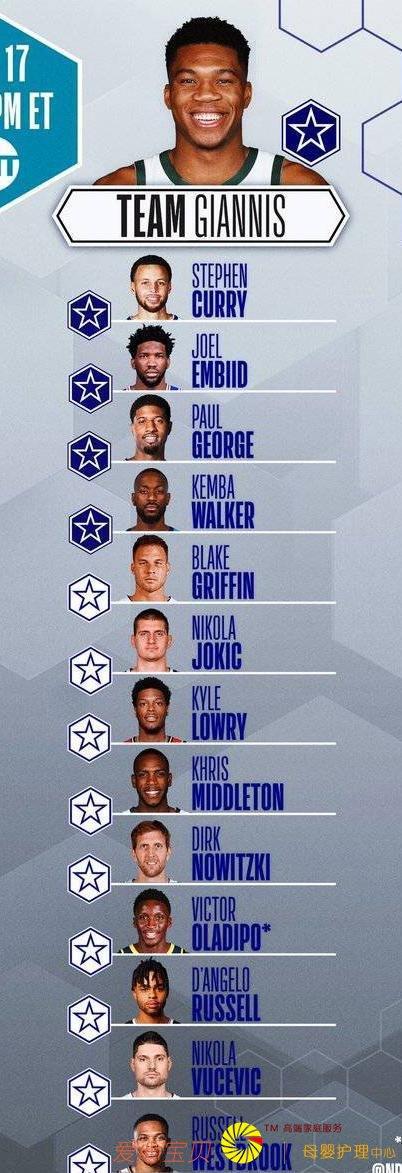 17
PM ET
TEAM GIANNIS
STEPHEN
CURRY
JOEL
EMBIID
PAUL
GEORGE
KEMBA
WALKER
BLAKE
GRIFFIN
NIKOLA
JOKIC
KYLE
LOWRY
KHRIS
MIDDLETON
DIRK
NOWITZKI
VICTOR
OLADIPO*
D'ANGELO
RUSSELL
NIKOLA
VUCEVIC
RUSSELL
WESTBROOK
TM 高端家庭服务
母婴护理中心
*